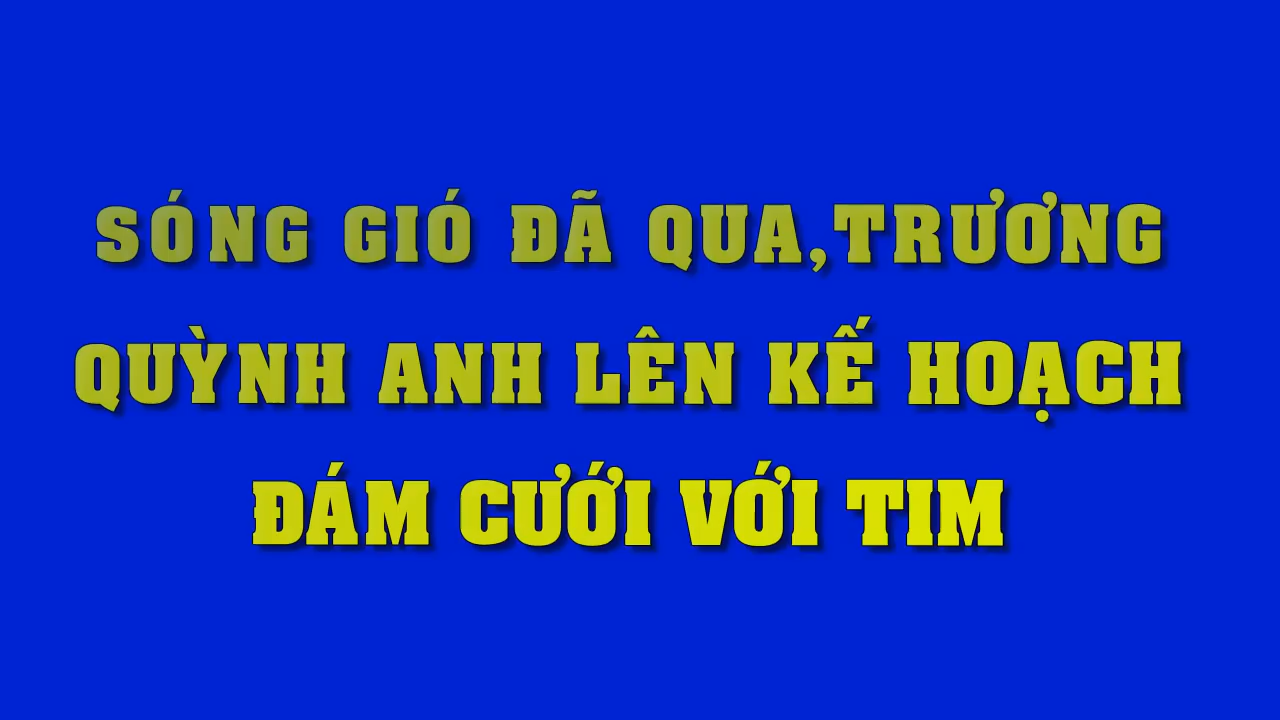 SÓNG GIÓ ĐÃ QUA,TRƯƠNG
QUỲNH ANH LÊN KẾ HOẠCH
ĐÁM CƯỚI VỚI TIM